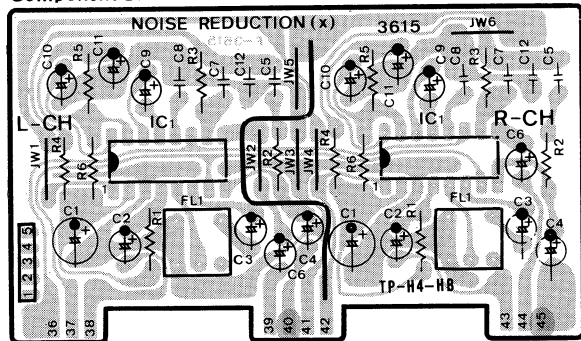 NOISE REDUCTION (x) 3615
C10 R5 C11 C9 C8 R3 C7 C12 C5 JW5 C10 R5 C11 C9 JW6 C8 R3 C7 C12 C5
L-CH IC1 IC1 R-CH
JW1 R4 R6 1 JW2 R2 JW3 JW4 R4 R6 1 C6 R2
C1 C2 R1 FL1 C3 C6 C4 C1 C2 R1 FL1 C3 C4
1 2 3 4 5
TP-H4-HB
36 37 38 39 40 41 42 43 44 45